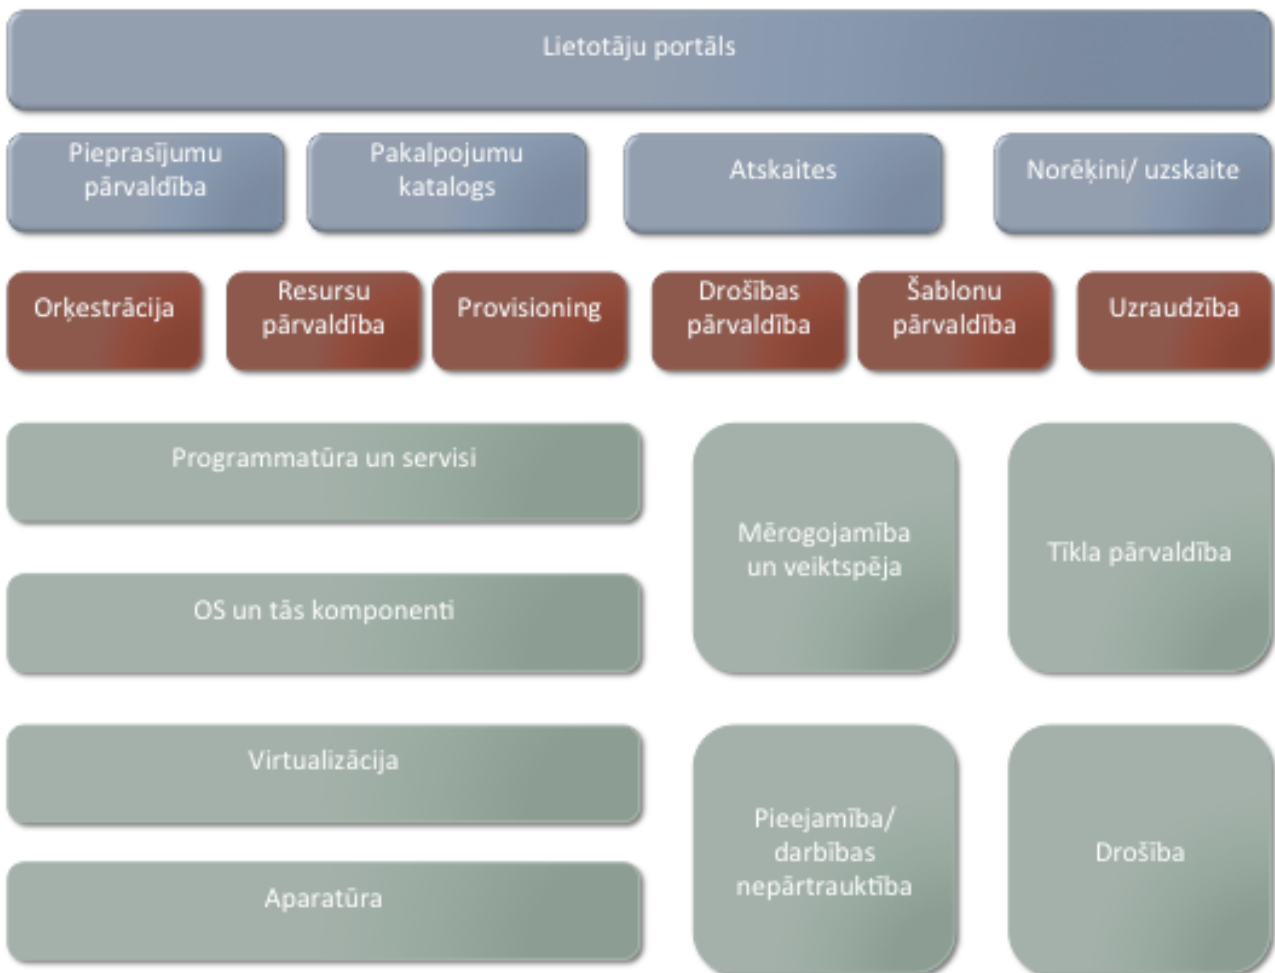 Lietotāju portāls
Pieprasījumu
pārvaldība
Pakalpojumu
katalogs
Atskaites
Norēķini/ uzskaite
Orķestrācija
Resursu
pārvaldība
Provisioning
Drošības
pārvaldība
Šablonu
pārvaldība
Uzraudzība
Programmatūra un servisi
OS un tās komponenti
Virtualizācija
Aparatūra
Mērogojamība
un veiktspēja
Tīkla pārvaldība
Pieejamība/
darbības
nepārtrauktība
Drošība